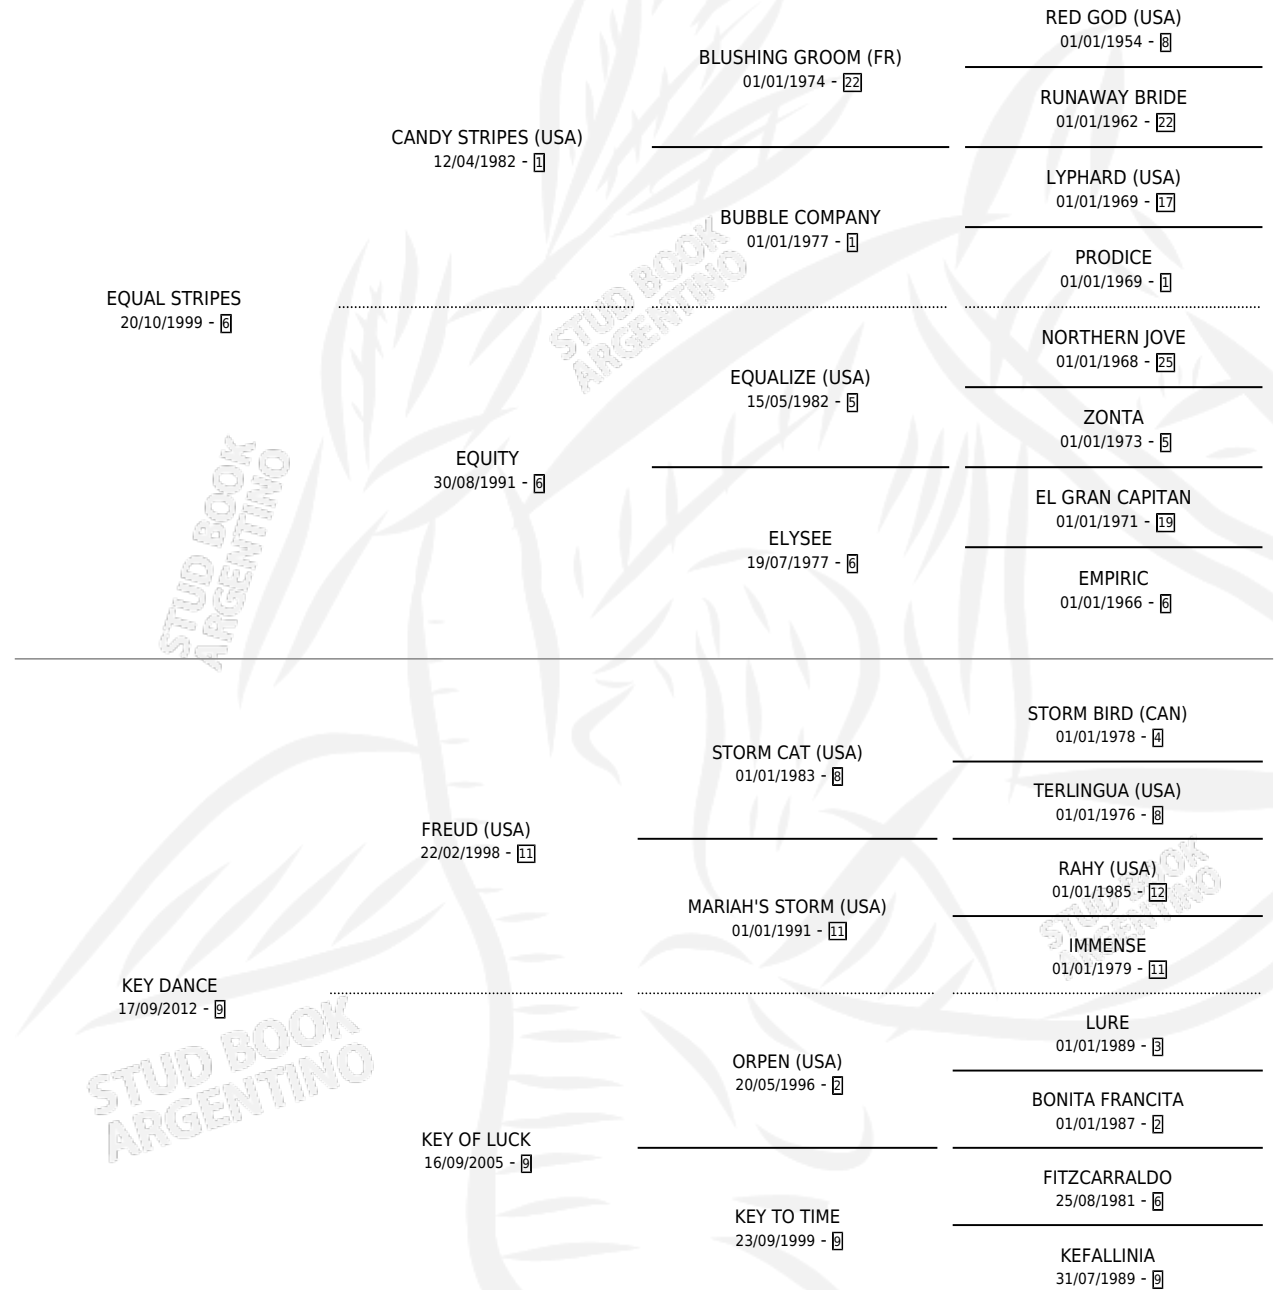 RED GOD (USA)
01/01/1954 - 8
BLUSHING GROOM (FR)
01/01/1974 - 22
RUNAWAY BRIDE
01/01/1962 - 22
CANDY STRIPES (USA)
12/04/1982 - 1
LYPHARD (USA)
01/01/1969 - 17
BUBBLE COMPANY
01/01/1977 - 1
PRODICE
01/01/1969 - 1
EQUAL STRIPES
20/10/1999 - 6
STUD BOOK
ARGENTINO
NORTHERN JOVE
01/01/1968 - 25
EQUALIZE (USA)
15/05/1982 - 5
ZONTA
01/01/1973 - 5
EQUITY
30/08/1991 - 6
EL GRAN CAPITAN
01/01/1971 - 19
ELYSEE
19/07/1977 - 6
EMPIRIC
01/01/1966 - 6
STUD BOOK
ARGENTINO
STORM BIRD (CAN)
01/01/1978 - 4
STORM CAT (USA)
01/01/1983 - 8
TERLINGUA (USA)
01/01/1976 - 8
FREUD (USA)
22/02/1998 - 11
RAHY (USA)
01/01/1985 - 12
MARIAH'S STORM (USA)
01/01/1991 - 11
STUD BOOK
ARGENTINO
IMMENSE
01/01/1979 - 11
KEY DANCE
17/09/2012 - 9
LURE
01/01/1989 - 3
ORPEN (USA)
20/05/1996 - 2
STUD BOOK
ARGENTINO
BONITA FRANCITA
01/01/1987 - 2
KEY OF LUCK
16/09/2005 - 9
FITZCARRALDO
25/08/1981 - 6
KEY TO TIME
23/09/1999 - 9
KEFALLINIA
31/07/1989 - 9